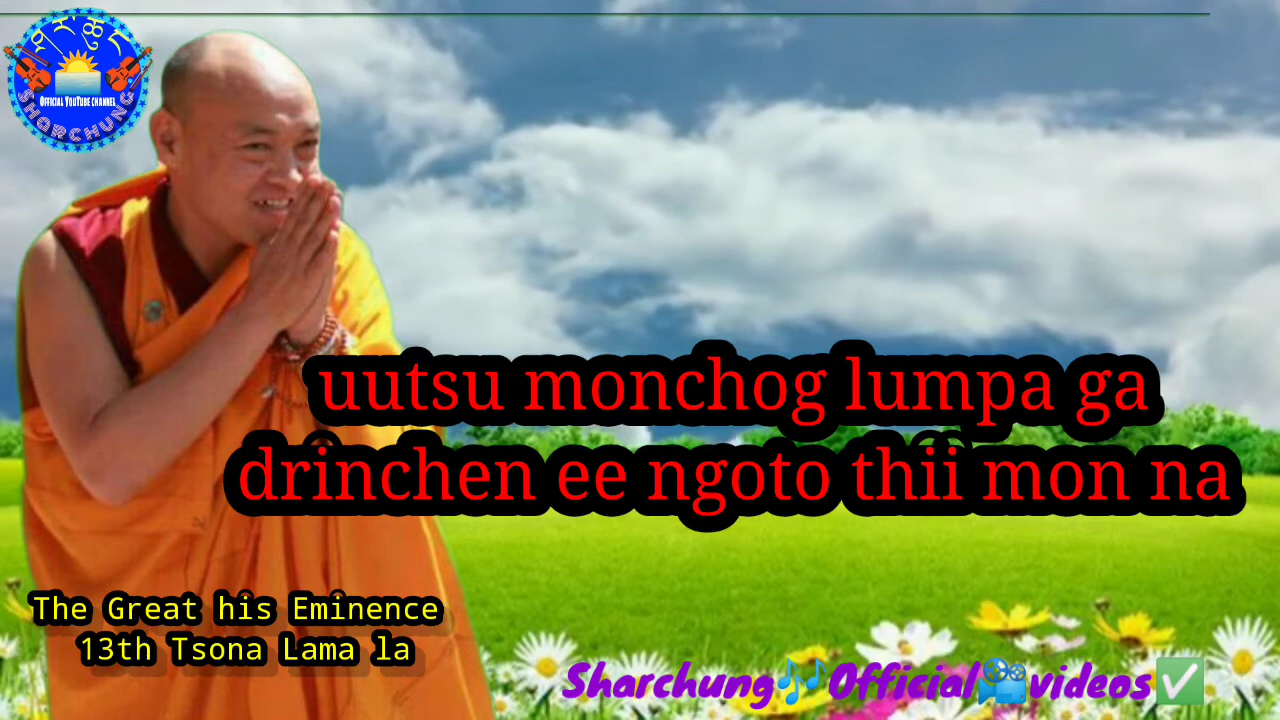 OFFICIAL YOUTUBE CHANNEL
SHORCHUNG
uutsu monchog lumpa ga
drinchen ee ngoto thii mon na
The Great his Eminence
13th Tsona Lama la
Sharchung🎶Official📽videos✅